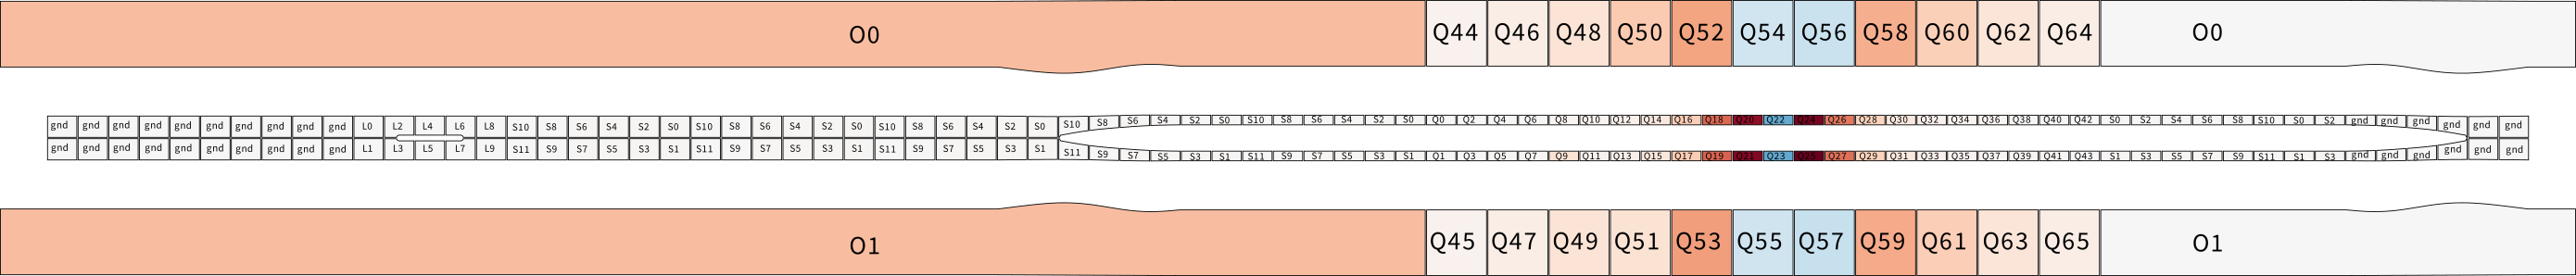 O0 Q44 Q46 Q48 Q50 Q52 Q54 Q56 Q58 Q60 Q62 Q64 O0
gnd gnd gnd gnd gnd gnd gnd gnd gnd gnd L0 L2 L4 L6 L8 S10 S8 S6 S4 S2 S0 S10 S8 S6 S4 S2 S0 S10 S8 S6 S4 S2 S0 S10 S8 S6 S4 S2 S0 S10 S8 S6 S4 S2 S0 Q0 Q2 Q4 Q6 Q8 Q10 Q12 Q14 Q16 Q18 Q20 Q22 Q24 Q26 Q28 Q30 Q32 Q34 Q36 Q38 Q40 Q42 S0 S2 S4 S6 S8 S10 S0 S2 gnd gnd gnd gnd gnd gnd
gnd gnd gnd gnd gnd gnd gnd gnd gnd gnd L1 L3 L5 L7 L9 S11 S9 S7 S5 S3 S1 S11 S9 S7 S5 S3 S1 S11 S9 S7 S5 S3 S1 S11 S9 S7 S5 S3 S1 S11 S9 S7 S5 S3 S1 Q1 Q3 Q5 Q7 Q9 Q11 Q13 Q15 Q17 Q19 Q21 Q23 Q25 Q27 Q29 Q31 Q33 Q35 Q37 Q39 Q41 Q43 S1 S3 S5 S7 S9 S11 S1 S3 gnd gnd gnd gnd gnd gnd
O1 Q45 Q47 Q49 Q51 Q53 Q55 Q57 Q59 Q61 Q63 Q65 O1